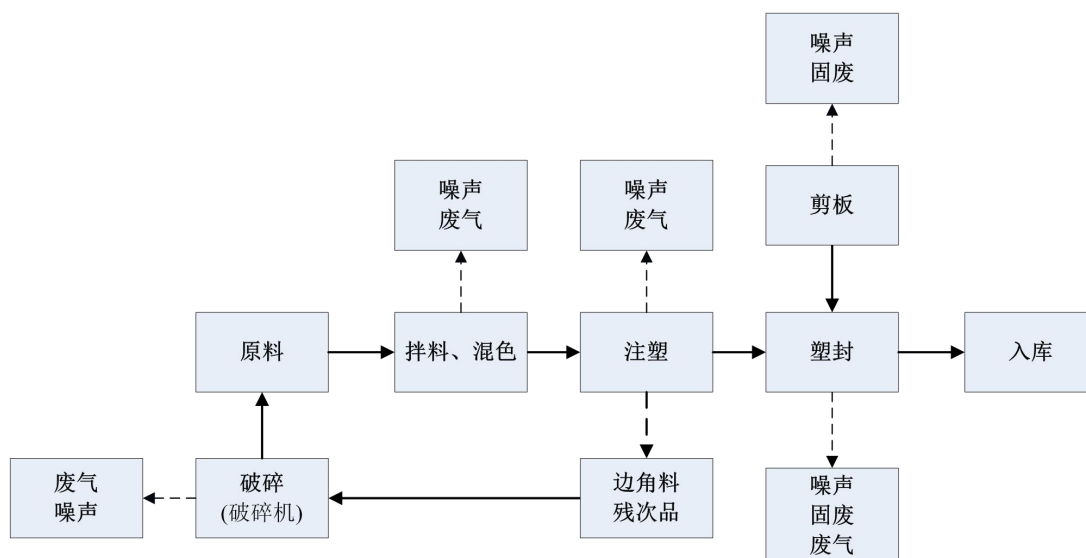 噪声
固废
噪声
废气
噪声
废气
剪板
原料
拌料、混色
注塑
塑封
入库
废气
噪声
破碎
(破碎机)
边角料
残次品
噪声
固废
废气